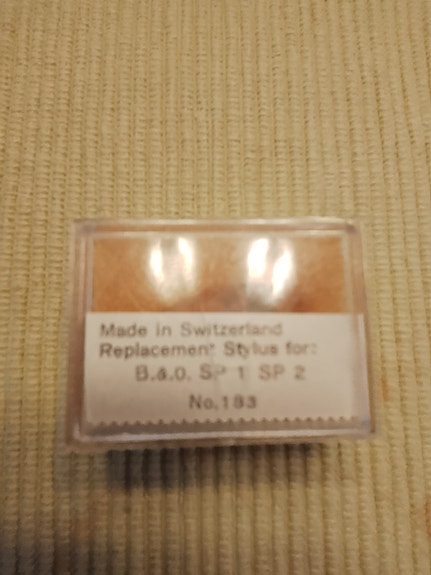 Made in Switzerland
Replacement Stylus for:
B.&O. SP 1 SP 2
No.183